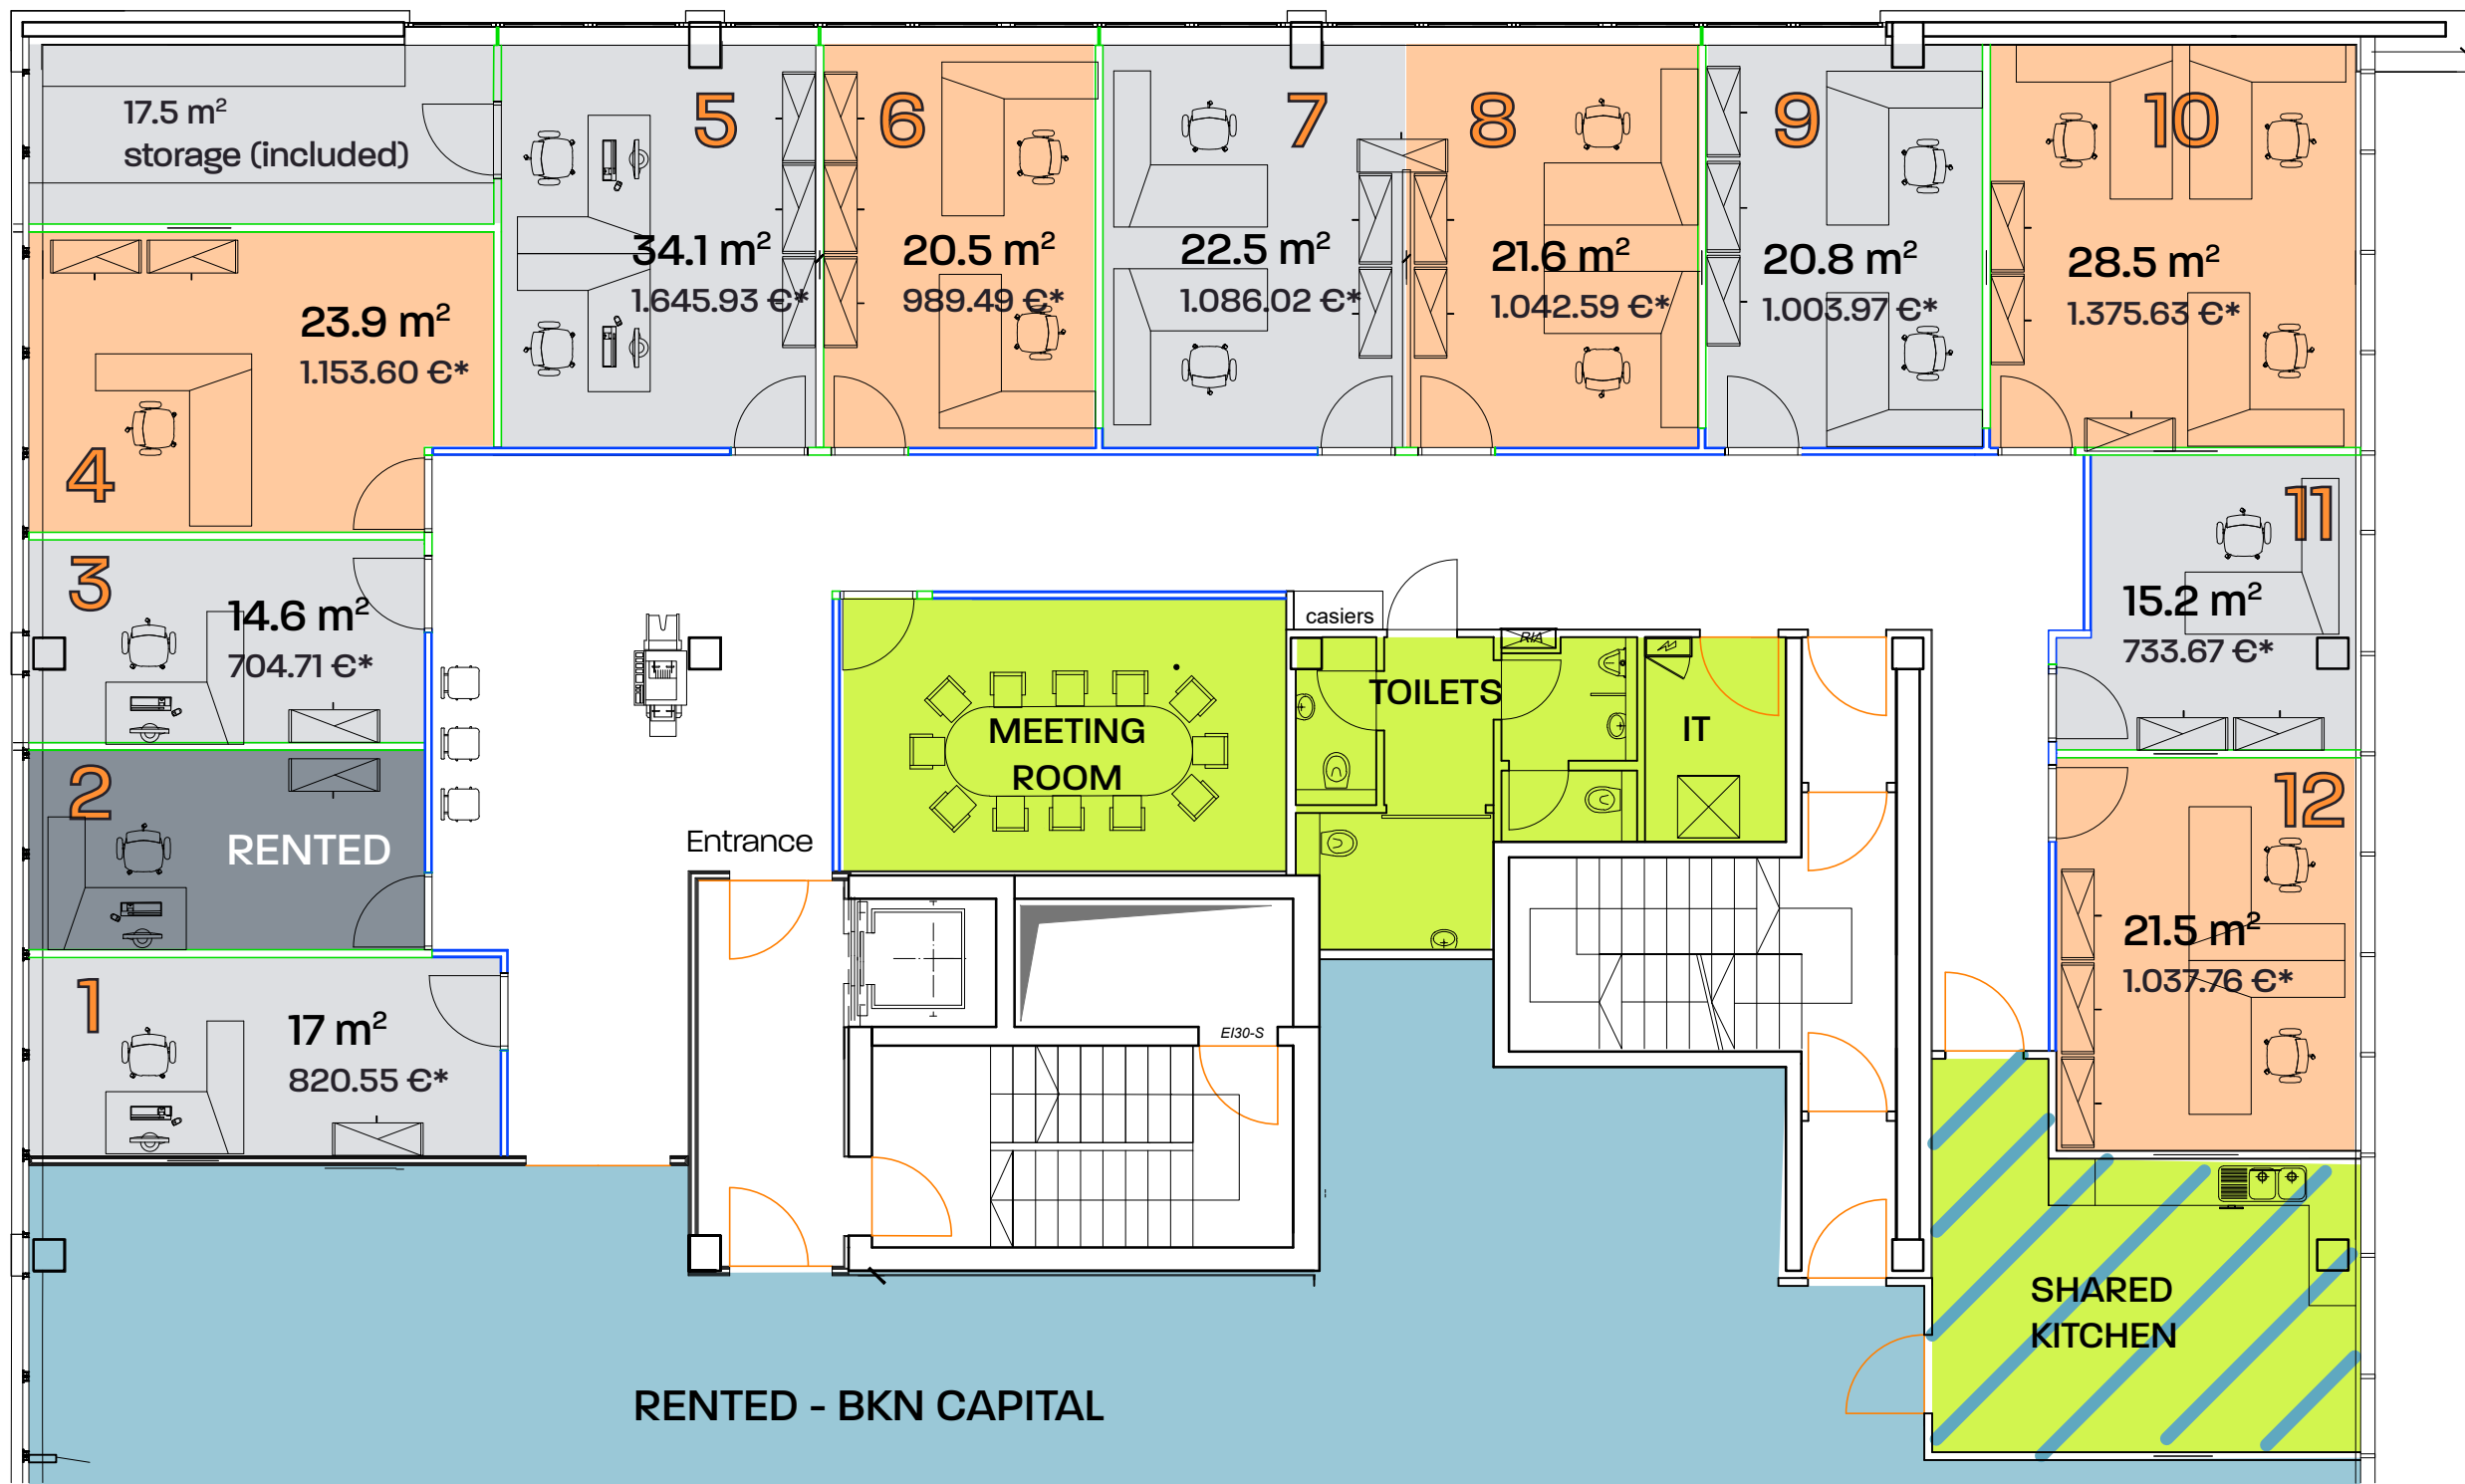 17.5 m²
storage (included)
5
34.1 m²
1.645.93 €*
6
20.5 m²
989.49 €*
7
22.5 m²
1.086.02 €*
8
21.6 m²
1.042.59 €*
9
20.8 m²
1.003.97 €*
10
28.5 m²
1.375.63 €*
4
23.9 m²
1.153.60 €*
3
14.6 m²
704.71 €*
2
RENTED
1
17 m²
820.55 €*
11
15.2 m²
733.67 €*
12
21.5 m²
1.037.76 €*
casiers
RIA
TOILETS
IT
MEETING
ROOM
Entrance
EI30-S
SHARED
KITCHEN
RENTED - BKN CAPITAL